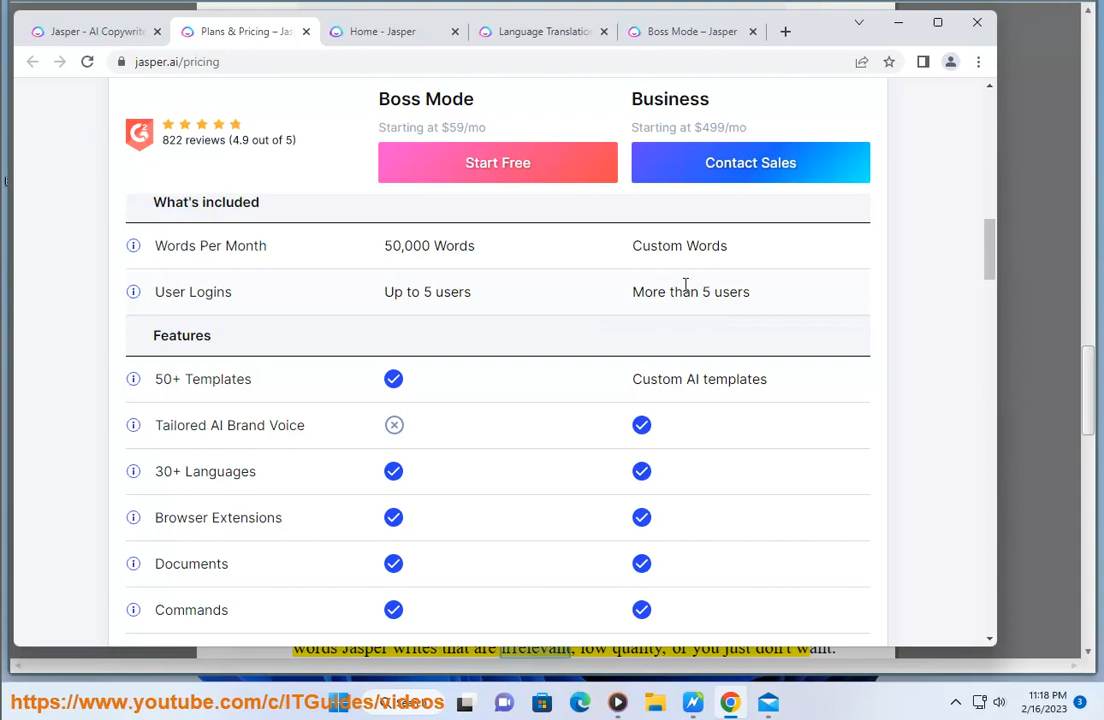 Jasper - AI Copywrite
Plans & Pricing – Jas
Home - Jasper
Language Translatio
Boss Mode – Jasper
jasper.ai/pricing
Boss Mode
Business
Starting at $59/mo
Starting at $499/mo
822 reviews (4.9 out of 5)
Start Free
Contact Sales
What's included
Words Per Month
50,000 Words
Custom Words
User Logins
Up to 5 users
More than 5 users
Features
50+ Templates
Custom AI templates
Tailored AI Brand Voice
30+ Languages
Browser Extensions
Documents
Commands
words Jasper writes that are irrelevant, low quality, or you just don't want.
https://www.youtube.com/c/ITGuides/videos
11:18 PM
2/16/2023
3